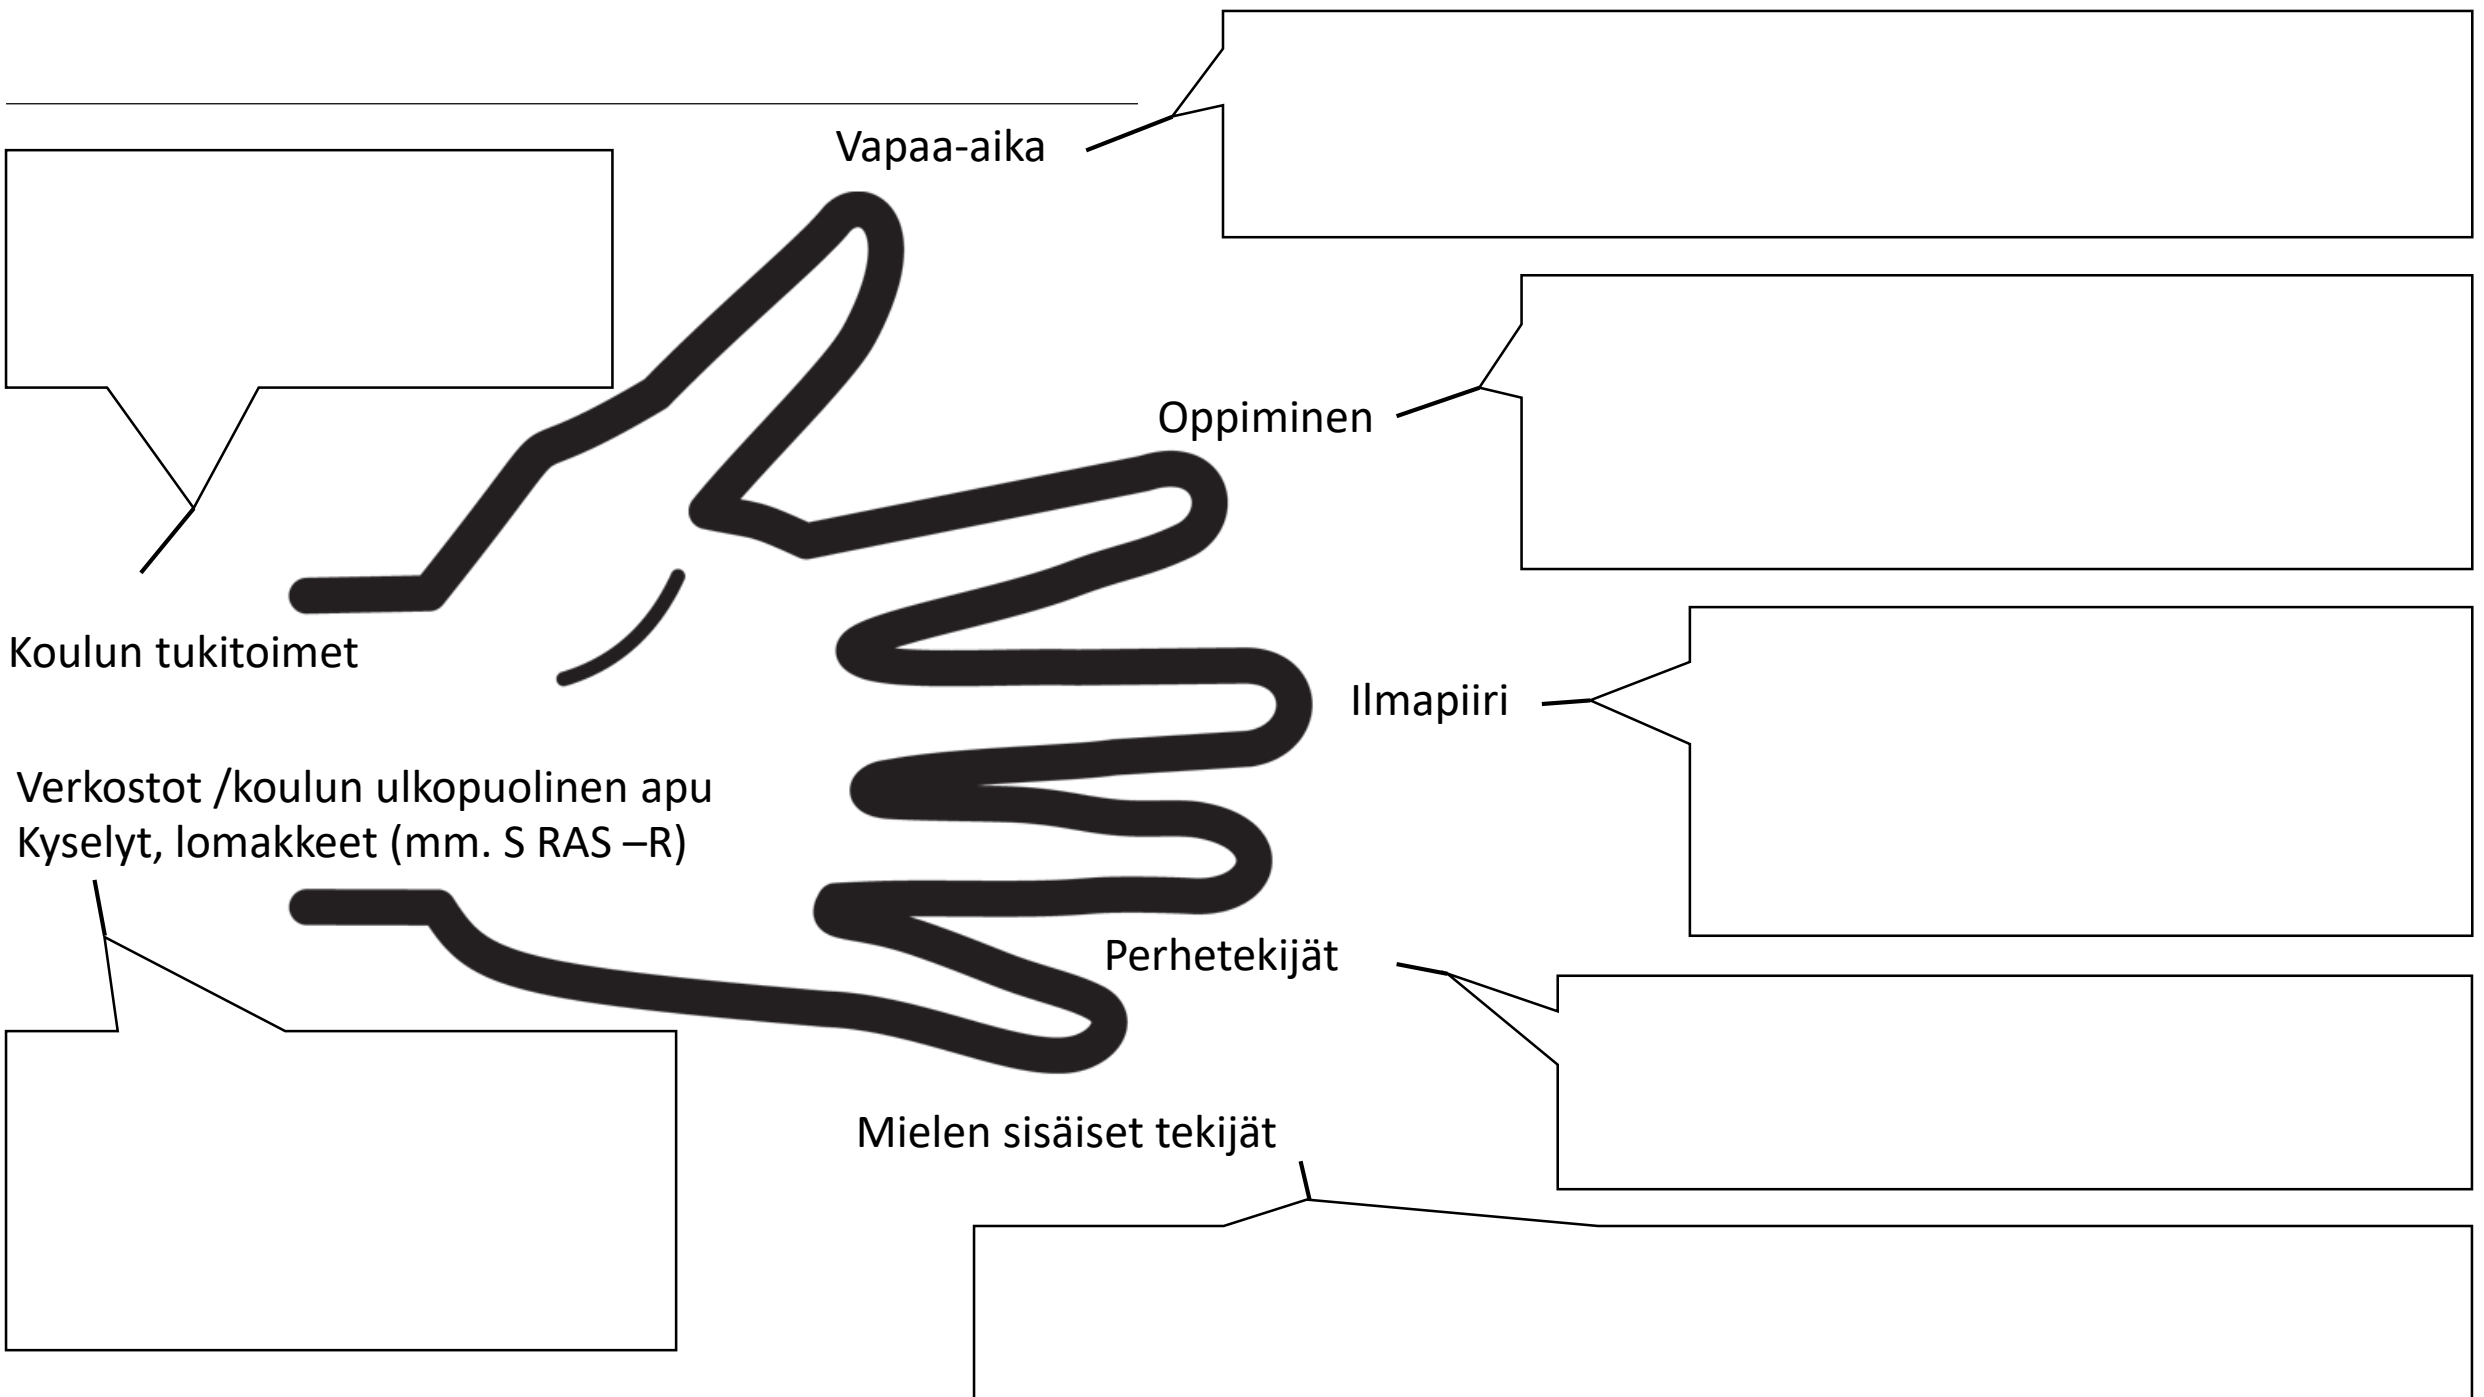 Vapaa-aika
Oppiminen
Koulun tukitoimet
Ilmapiiri
Verkostot /koulun ulkopuolinen apu
Kyselyt, lomakkeet (mm. S RAS –R)
Perhetekijät
Mielen sisäiset tekijät